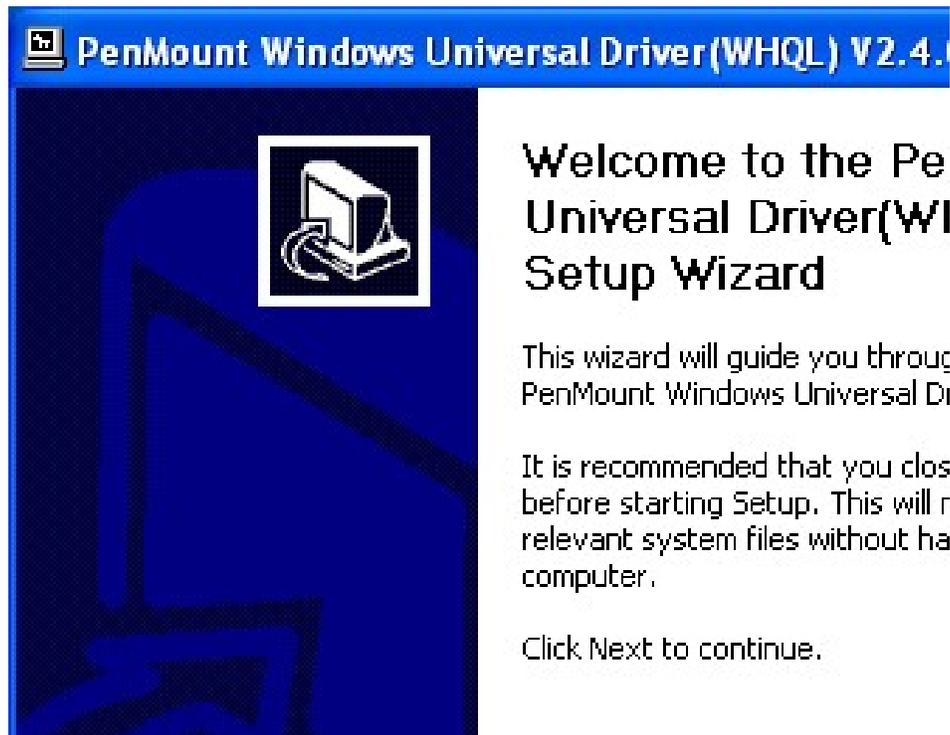 PenMount Windows Universal Driver(WHQL) V2.4.
Welcome to the Pe
Universal Driver(W
Setup Wizard
This wizard will guide you throug
PenMount Windows Universal Dr
It is recommended that you clos
before starting Setup. This will r
relevant system files without ha
computer.
Click Next to continue.